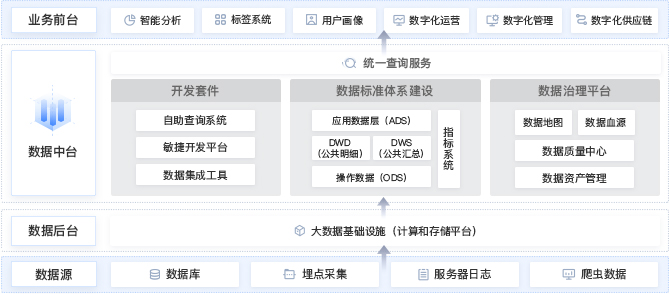 业务前台
智能分析
标签系统
用户画像
数字化运营
数字化管理
数字化供应链
数据中台
统一查询服务
开发套件
自助查询系统
敏捷开发平台
数据集成工具
数据标准体系建设
应用数据层（ADS）
DWD
（公共明细）
DWS
（公共汇总）
操作数据（ODS）
指标系统
数据治理平台
数据地图
数据血源
数据质量中心
数据资产管理
数据后台
大数据基础设施（计算和存储平台）
数据源
数据库
埋点采集
服务器日志
爬虫数据